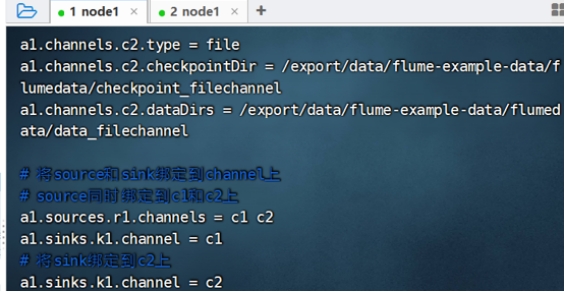 1 node1 × 2 node1 × +
a1.channels.c2.type = file
a1.channels.c2.checkpointDir = /export/data/flume-example-data/f
lumedata/checkpoint_filechannel
a1.channels.c2.dataDirs = /export/data/flume-example-data/flumed
ata/data_filechannel
# 将source和sink绑定到channel上
# source同时绑定到c1和c2上
a1.sources.r1.channels = c1 c2
a1.sinks.k1.channel = c1
# 将sink绑定到c2上
a1.sinks.k1.channel = c2